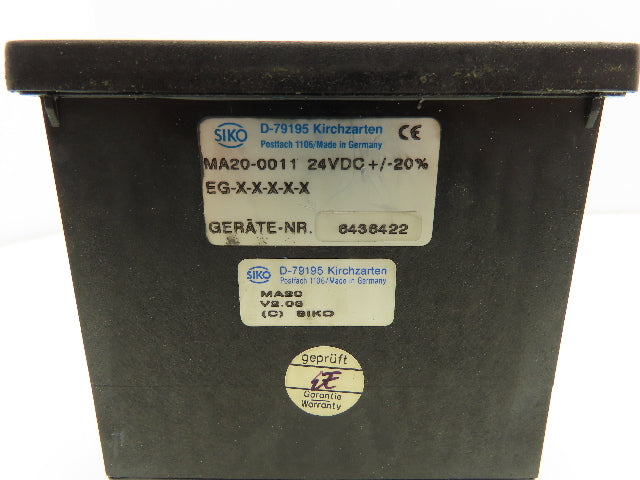 SIKO D-79195 Kirchzarten CE
Postfach 1106/Made in Germany
MA20-0011 24VDC+/-20%
EG-X-X-X-X-X
GERÄTE-NR. 6436422
SIKO D-79195 Kirchzarten
Postfach 1106/Made in Germany
MA20
V2.06
(C) SIKO
geprüft
Garantie
Warranty